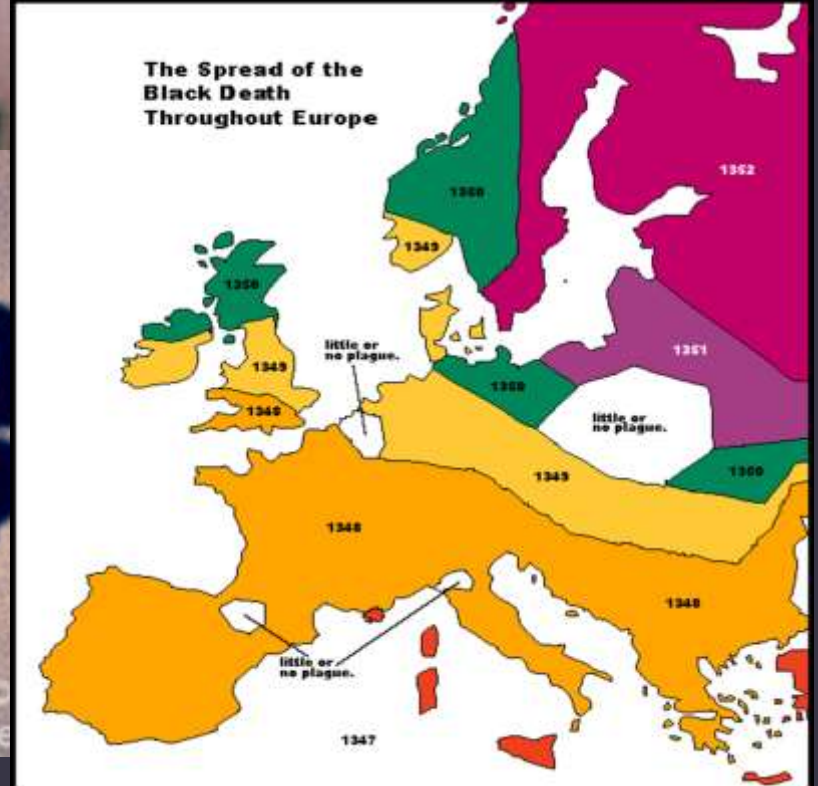 The Spread of the
Black Death
Throughout Europe
1352
1350
1349
1350
little or
no plague.
1351
1349
1350
little or
no plague.
1348
1350
1349
1348
1348
little or
no plague.
1347